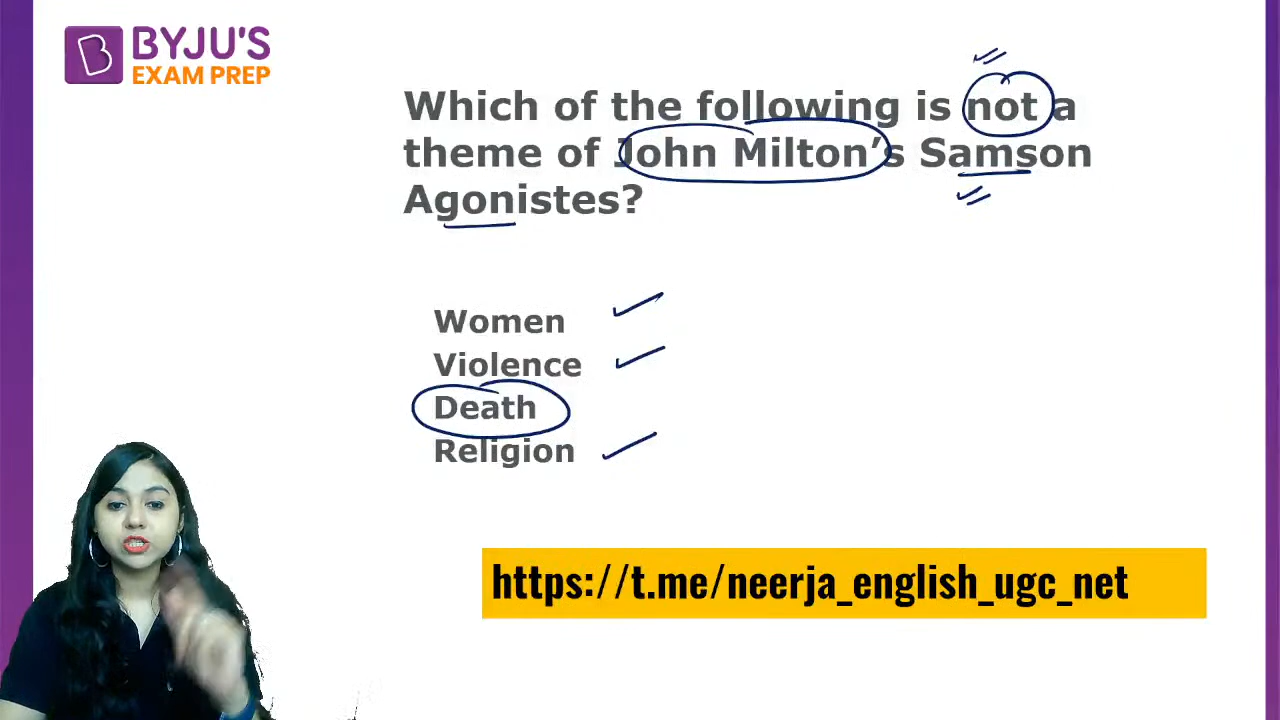 BYJU'S
EXAM PREP
Which of the following is not a
theme of John Milton’s Samson
Agonistes?
Women
Violence
Death
Religion
https://t.me/neerja_english_ugc_net